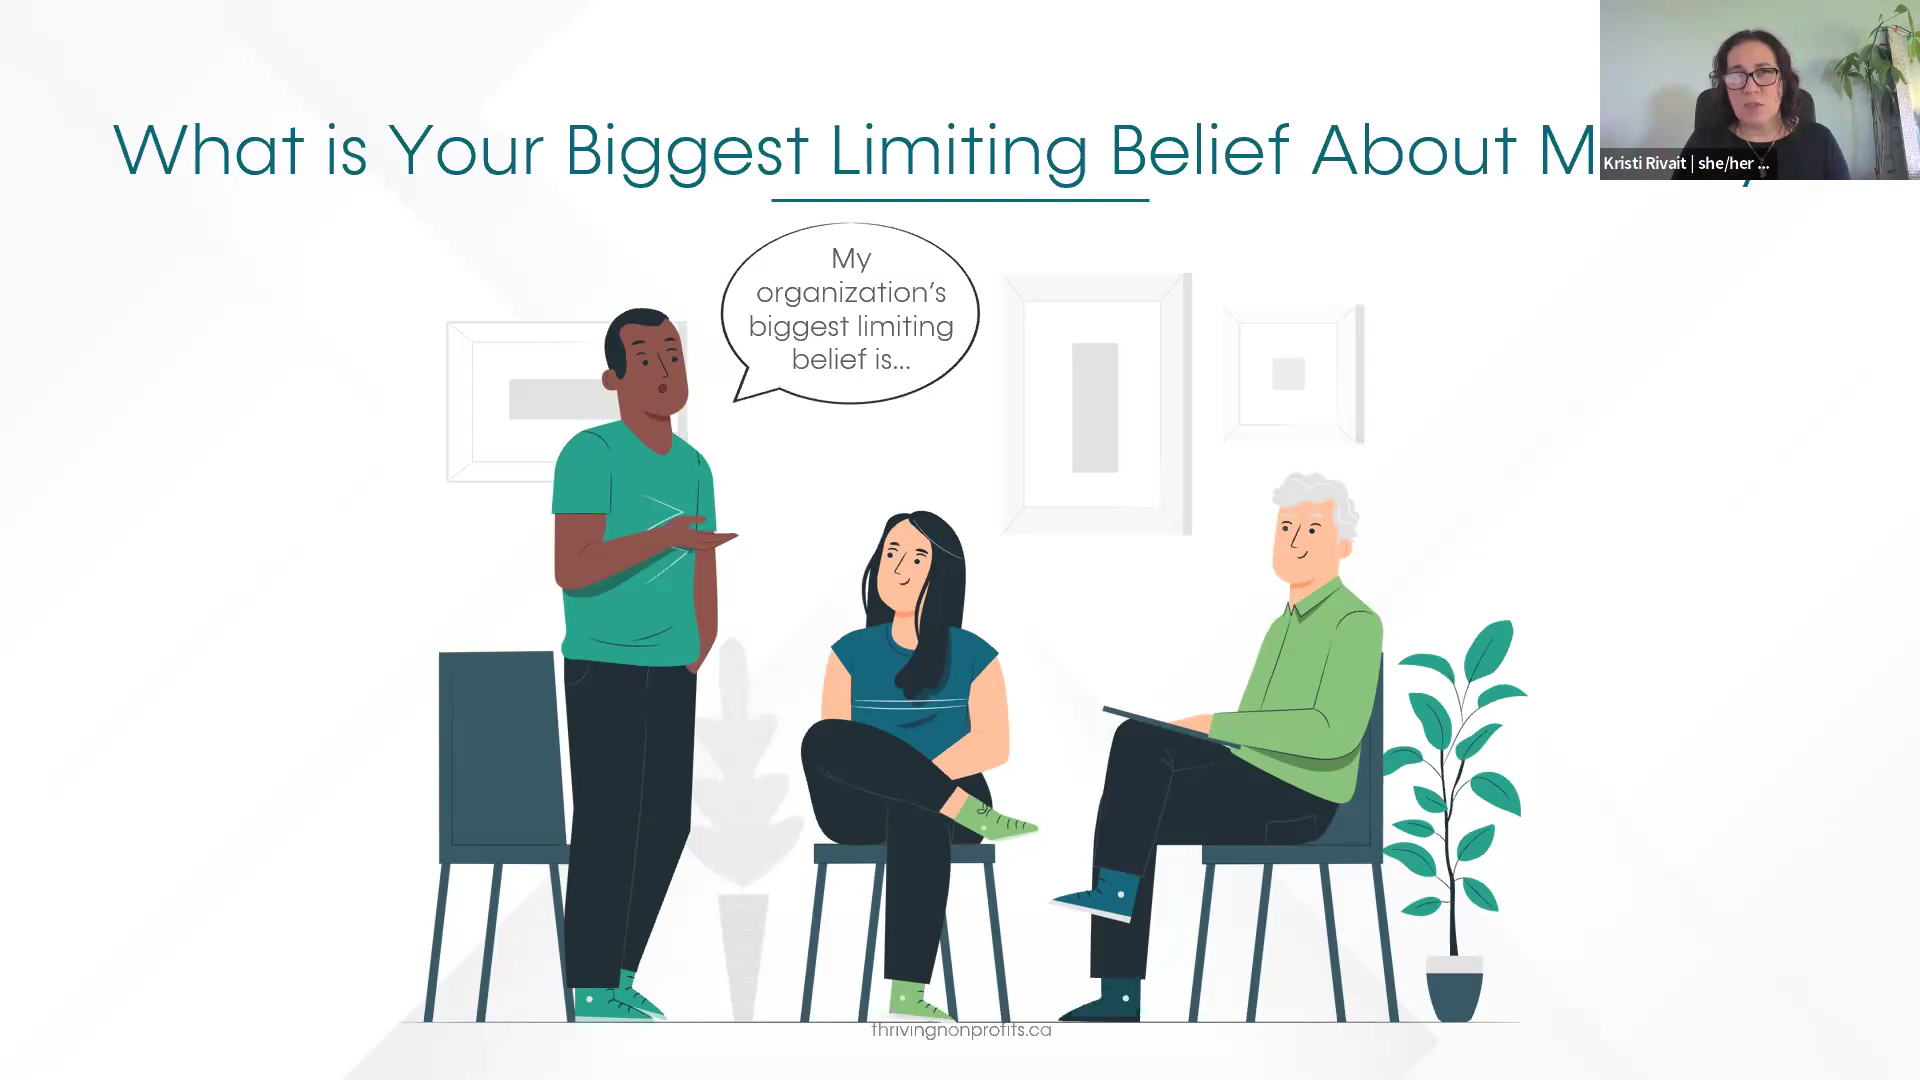 What is Your Biggest Limiting Belief About
Kristi Rivait | she/her ...
My
organization's
biggest limiting
belief is...
thrivingnonprofits.ca